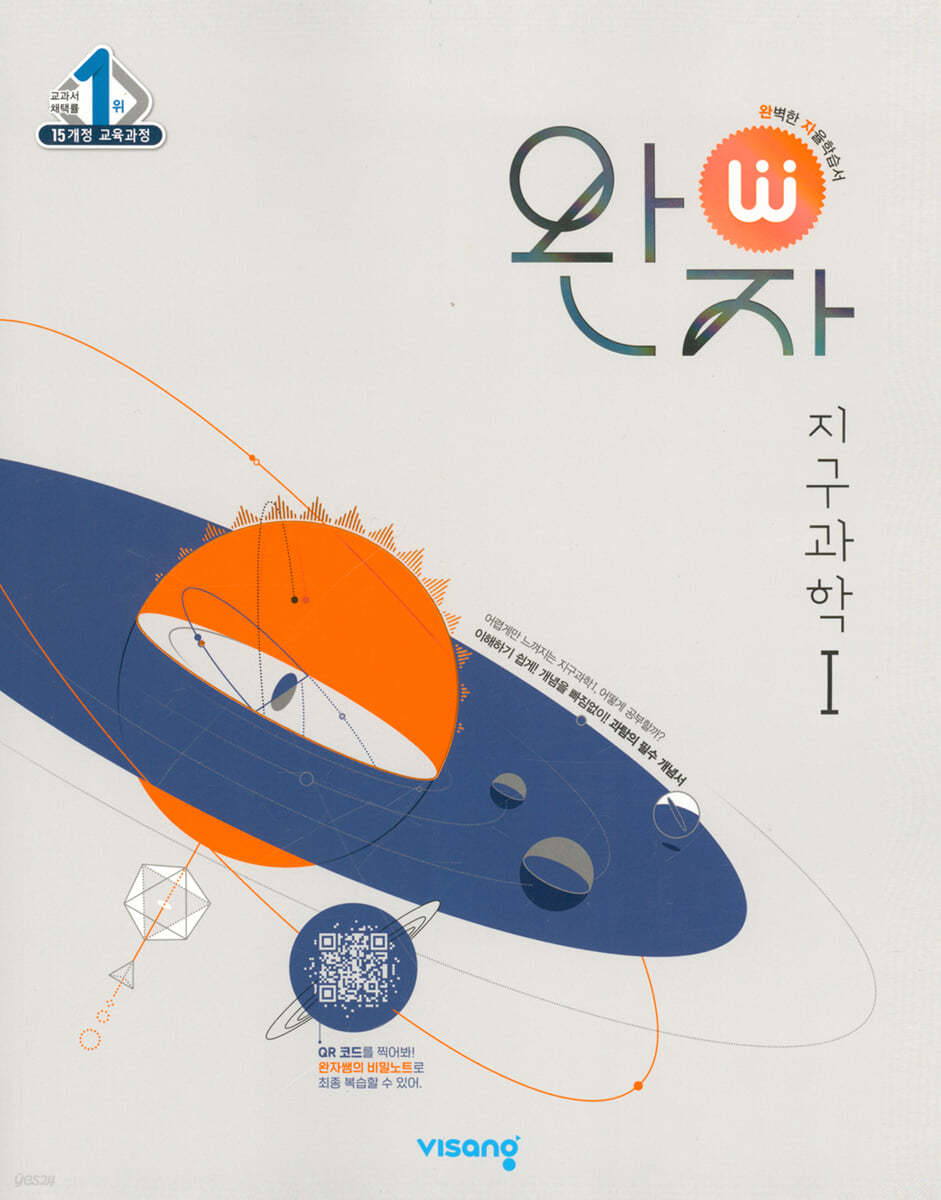 교과서
채택률
1위
15개정 교육과정
완벽한 자율학습서
완자
지구과학 I
어렵게만 느껴지는 지구과학 I, 어떻게 공부할까?
이해하기 쉽게! 개념을 빠짐없이! 과탐의 필수 개념서
QR 코드를 찍어봐!
완자쌤의 비밀노트로
최종 복습할 수 있어.
visang
yes24